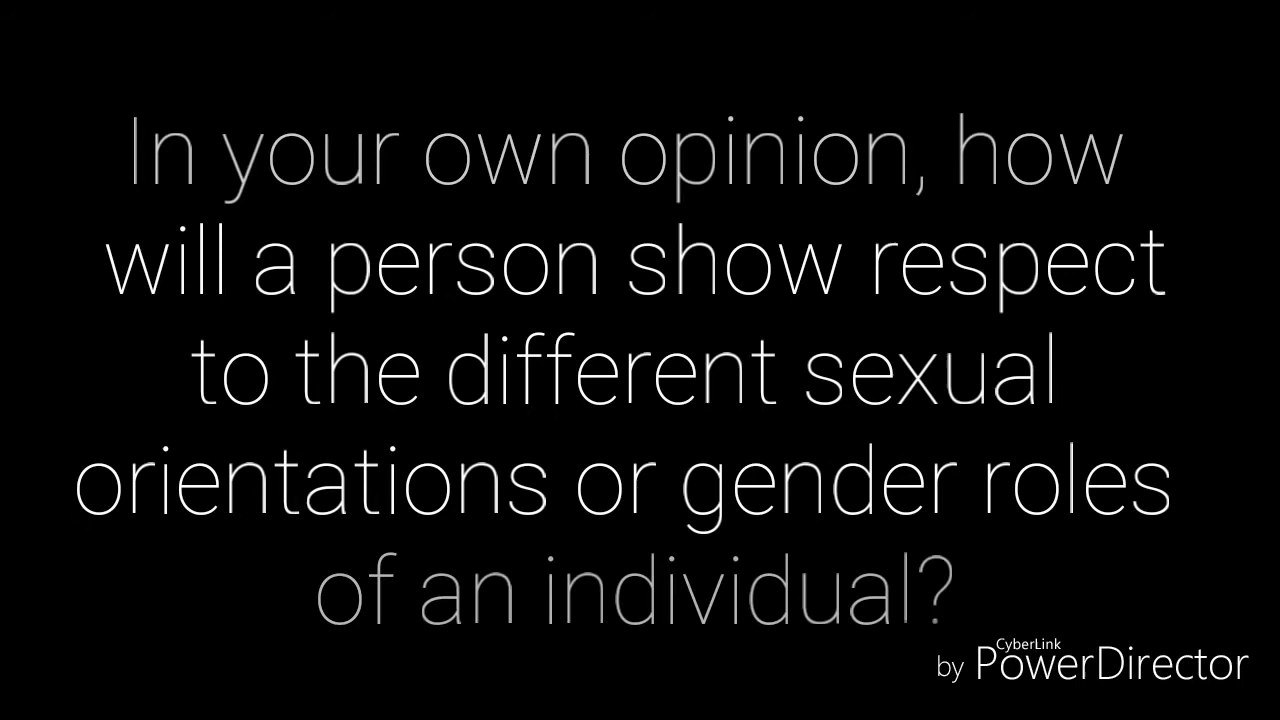 In your own opinion, how
will a person show respect
to the different sexual
orientations or gender roles
of an individual?
CyberLink
by PowerDirector